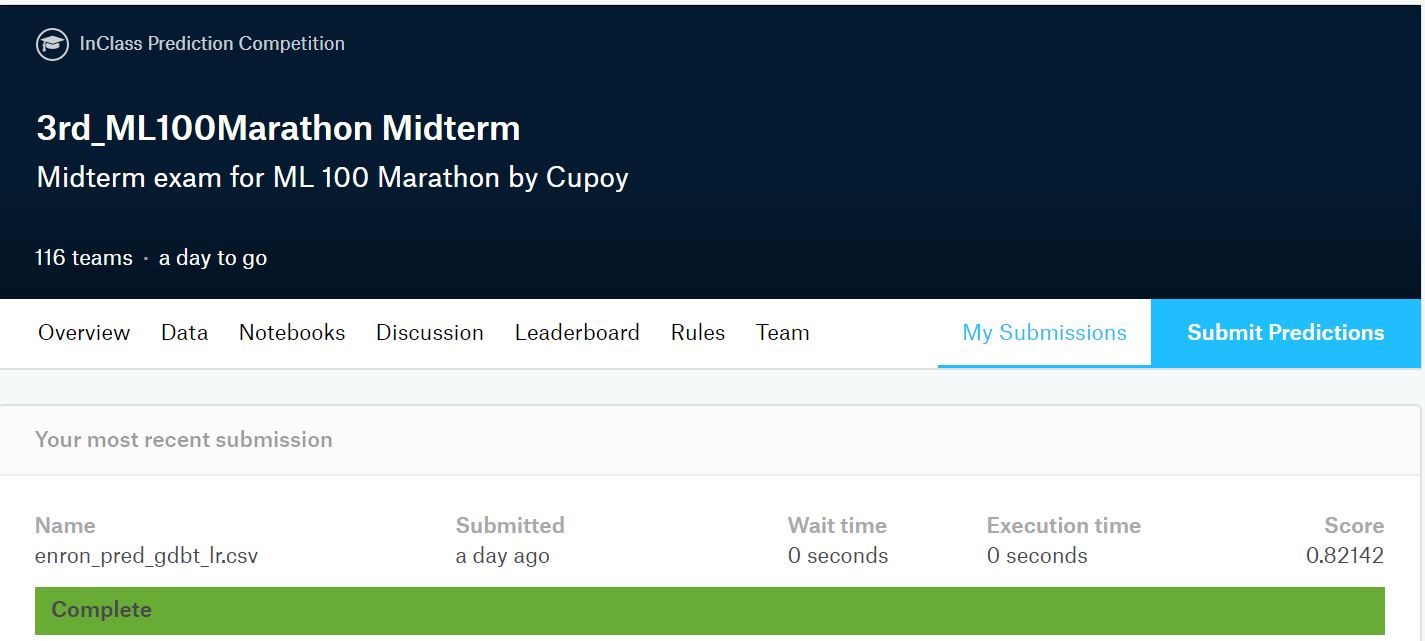 InClass Prediction Competition
3rd_ML100Marathon Midterm
Midterm exam for ML 100 Marathon by Cupoy
116 teams · a day to go
Overview Data Notebooks Discussion Leaderboard Rules Team My Submissions Submit Predictions
Your most recent submission
Name Submitted Wait time Execution time Score
enron_pred_gdbt_lr.csv a day ago 0 seconds 0 seconds 0.82142
Complete